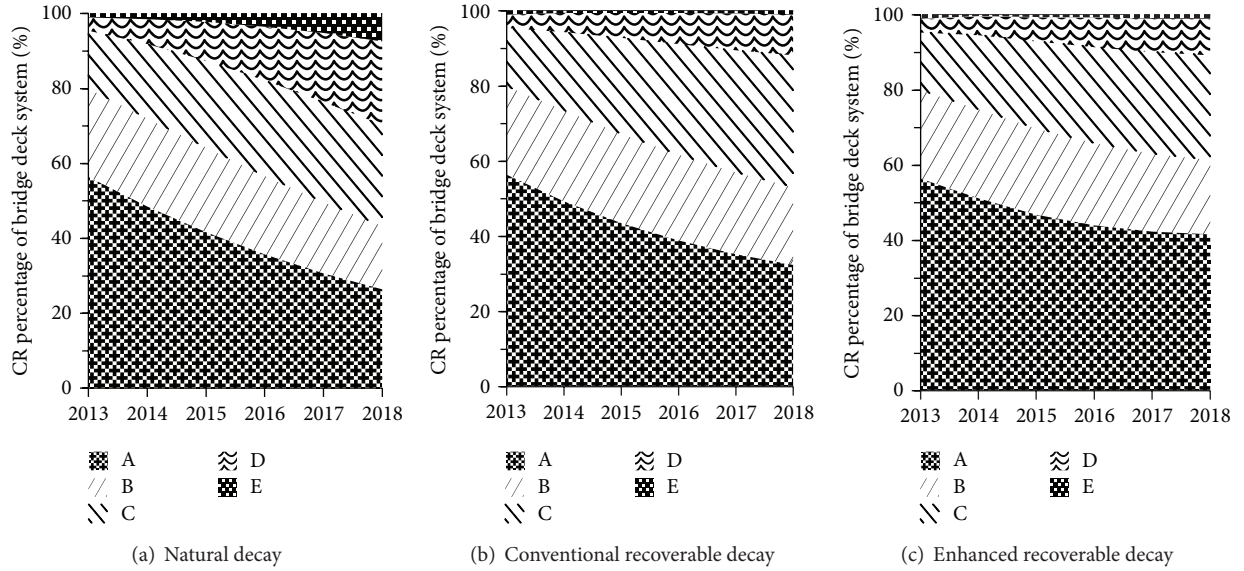 CR percentage of bridge deck system (%)
100
80
60
40
20
0
2013 2014 2015 2016 2017 2018
A D
B E
C
(a) Natural decay
CR percentage of bridge deck system (%)
100
80
60
40
20
0
2013 2014 2015 2016 2017 2018
A D
B E
C
(b) Conventional recoverable decay
CR percentage of bridge deck system (%)
100
80
60
40
20
0
2013 2014 2015 2016 2017 2018
A D
B E
C
(c) Enhanced recoverable decay